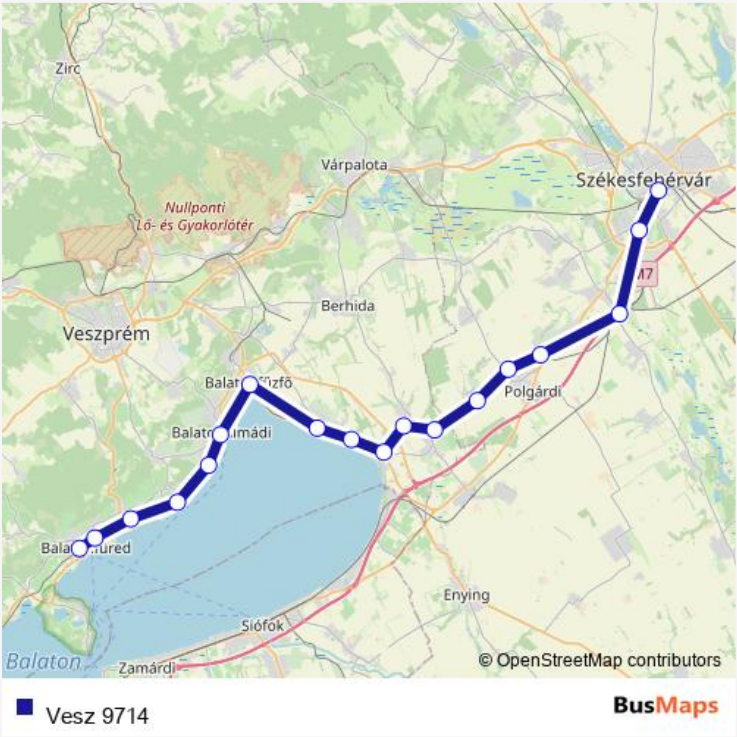 Zirc
Várpalota
Székesfehérvár
Nullponti
Lő- és Gyakorlótér
M7
Berhida
Veszprém
Polgárdi
Enying
Siófok
Balaton
Zamárdi
© OpenStreetMap contributors
Vesz 9714
BusMaps